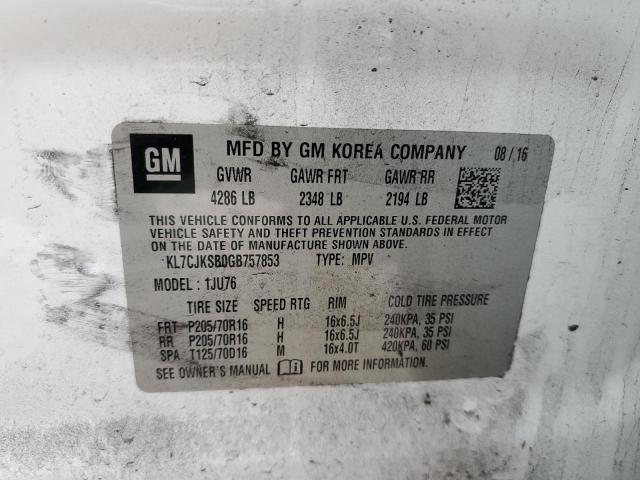 GM MFD BY GM KOREA COMPANY 08/16
GVWR GAWR FRT GAWR RR
4286 LB 2348 LB 2194 LB
THIS VEHICLE CONFORMS TO ALL APPLICABLE U.S. FEDERAL MOTOR
VEHICLE SAFETY AND THEFT PREVENTION STANDARDS IN EFFECT
ON THE DATE OF MANUFACTURE SHOWN ABOVE.
KL7CJKSB0GB757853 TYPE: MPV
MODEL : 1JU76
TIRE SIZE SPEED RTG RIM COLD TIRE PRESSURE
FRT P205/70R16 H 16x6.5J 240KPA, 35 PSI
RR P205/70R16 H 16x6.5J 240KPA, 35 PSI
SPA T125/70D16 M 16x4.0T 420KPA, 60 PSI
SEE OWNER'S MANUAL FOR MORE INFORMATION.